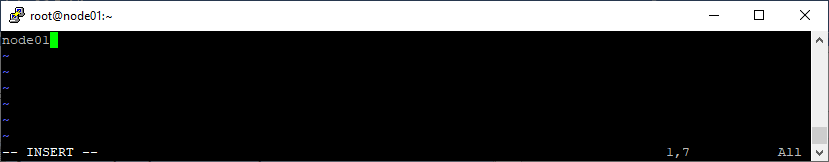 root@node01:~
node01
~
~
~
~
~
~
-- INSERT -- 1,7 All